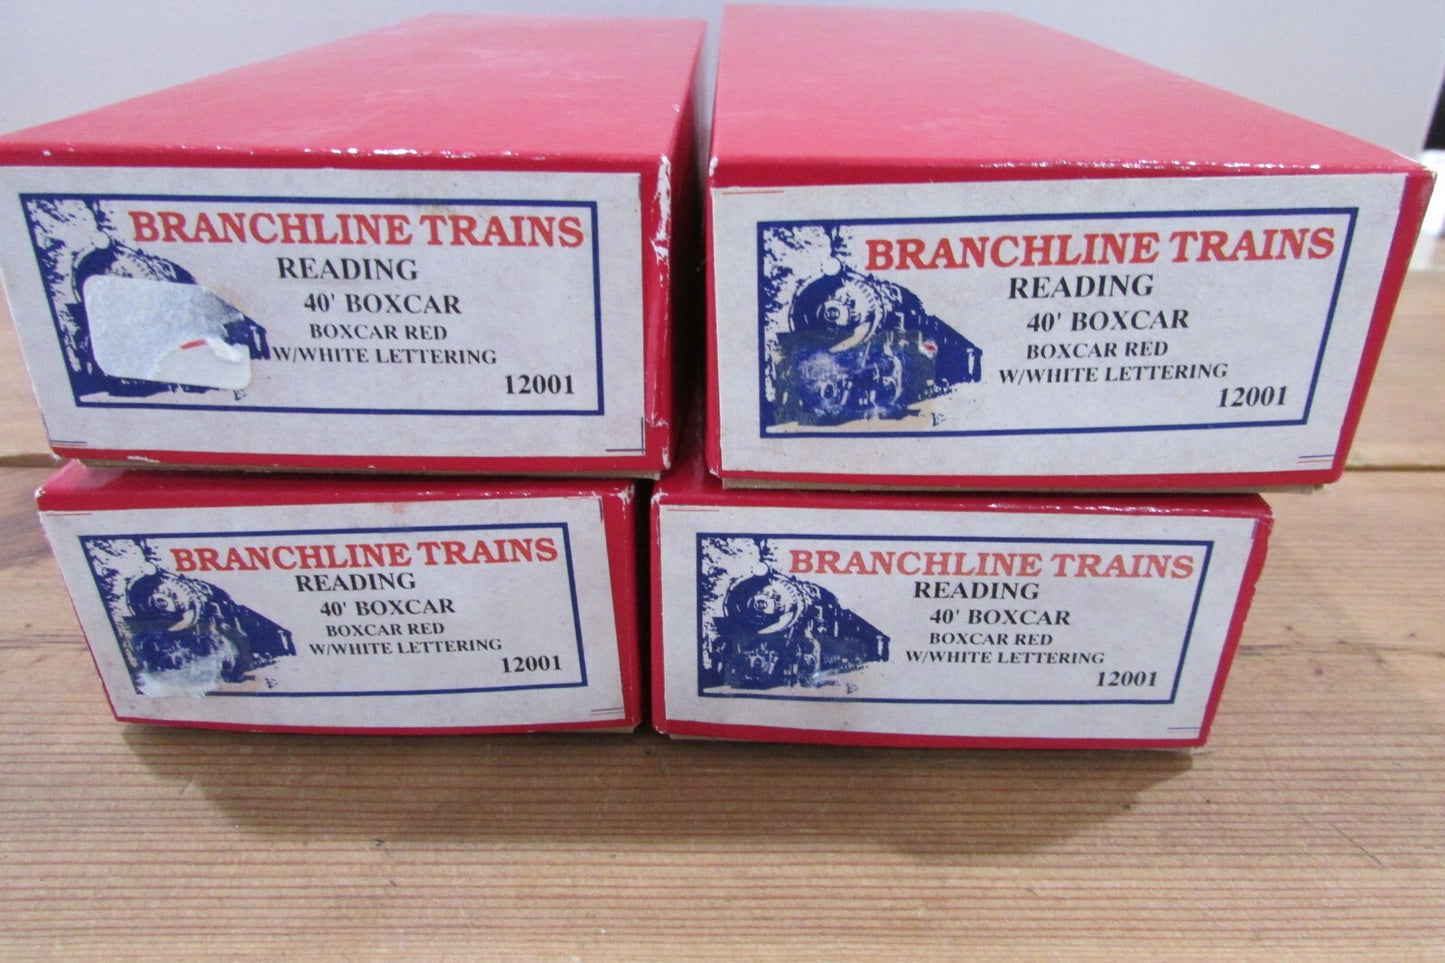 BRANCHLINE TRAINS
READING
40' BOXCAR
BOXCAR RED
W/WHITE LETTERING
12001
BRANCHLINE TRAINS
READING
40' BOXCAR
BOXCAR RED
W/WHITE LETTERING
12001
BRANCHLINE TRAINS
READING
40' BOXCAR
BOXCAR RED
W/WHITE LETTERING
12001
BRANCHLINE TRAINS
READING
40' BOXCAR
BOXCAR RED
W/WHITE LETTERING
12001